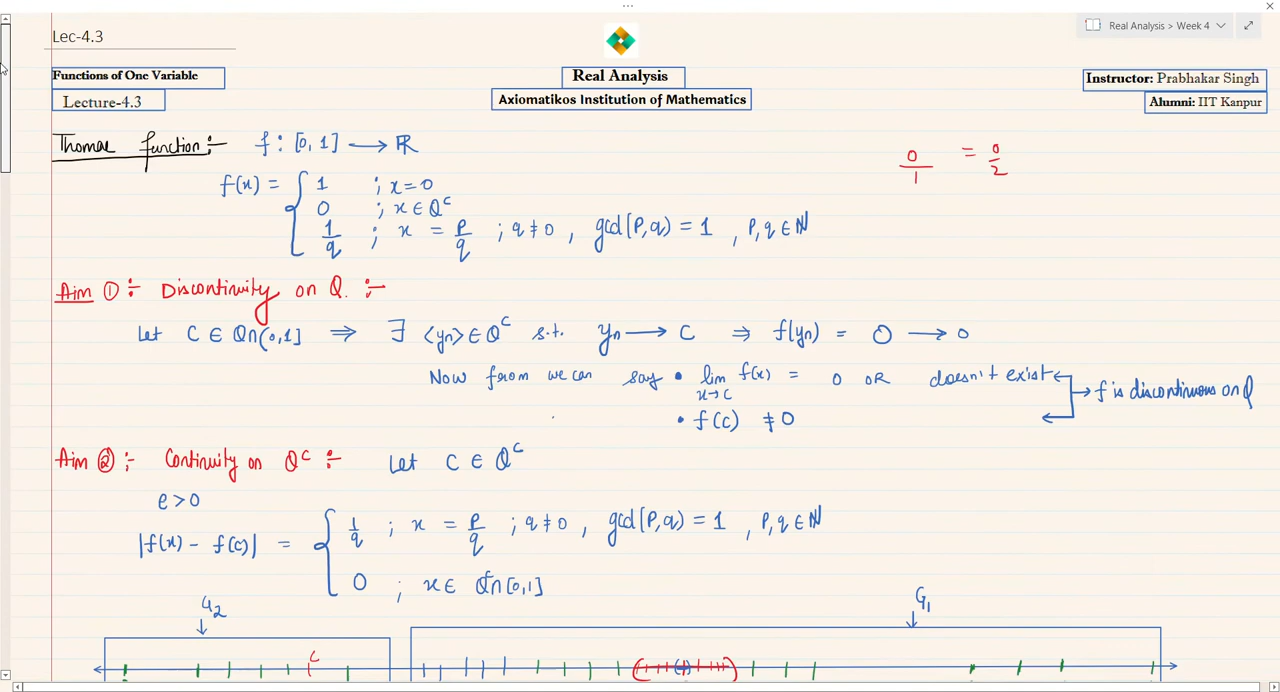 Real Analysis > Week 4
Lec-4.3
Functions of One Variable
Real Analysis
Instructor: Prabhakar Singh
Lecture-4.3
Axiomatikos Institution of Mathematics
Alumni: IIT Kanpur
Thomae function :- f : [0, 1] ⟶ ℝ
0/1 = 0/2
f(x) = { 1 ; x = 0
0 ; x ∈ Q^c
1/q ; x = p/q ; q ≠ 0 , gcd(p,q) = 1 , p,q ∈ ℕ
Aim ① :- Discontinuity on Q. :-
Let C ∈ Q∩(0,1] ⇒ ∃ <yn> ∈ Q^c s.t. yn ⟶ C ⇒ f(yn) = 0 ⟶ 0
Now from we can say • lim x→c f(x) = 0 OR doesn't exist
→ f is discontinuous on Q
• f(c) ≠ 0
Aim ② :- Continuity on Q^c :- Let C ∈ Q^c
e > 0
|f(x) - f(c)| = { 1/q ; x = p/q ; q ≠ 0 , gcd(p,q) = 1 , p,q ∈ ℕ
0 ; x ∈ Q^c∩[0,1]
G2 G1
C